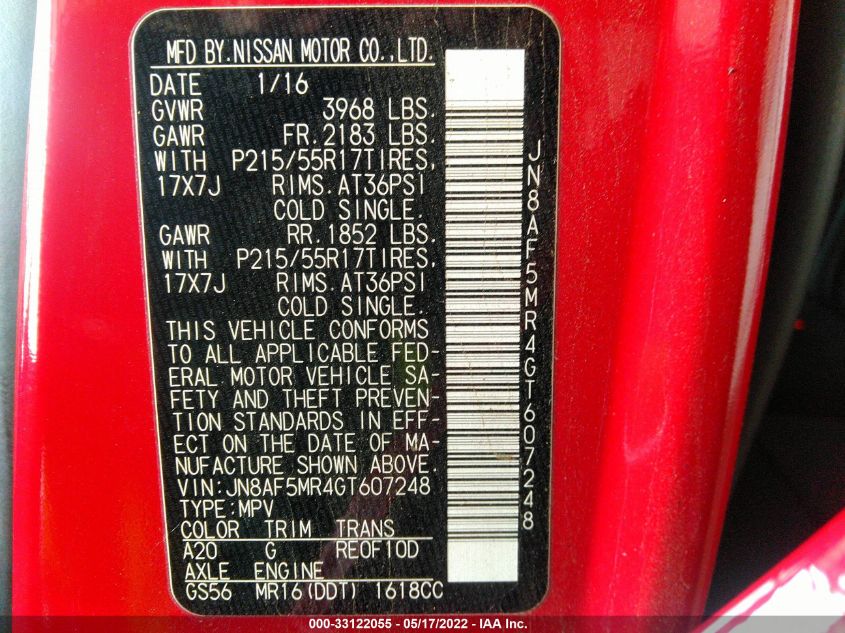 MFD BY.NISSAN MOTOR CO.,LTD.
DATE 1/16
GVWR 3968 LBS.
GAWR FR.2183 LBS.
WITH P215/55R17TIRES,
17X7J RIMS.AT36PSI
COLD SINGLE.
GAWR RR.1852 LBS.
WITH P215/55R17TIRES,
17X7J RIMS.AT36PSI
COLD SINGLE.
THIS VEHICLE CONFORMS
TO ALL APPLICABLE FED-
ERAL MOTOR VEHICLE SA-
FETY AND THEFT PREVEN-
TION STANDARDS IN EFF-
ECT ON THE DATE OF MA-
NUFACTURE SHOWN ABOVE.
VIN:JN8AF5MR4GT607248
TYPE:MPV
COLOR TRIM TRANS
A20 G REOF10D
AXLE ENGINE
GS56 MR16(DDT) 1618CC
JN8AF5MR4GT607248
000-33122055 - 05/17/2022 - IAA, Inc.